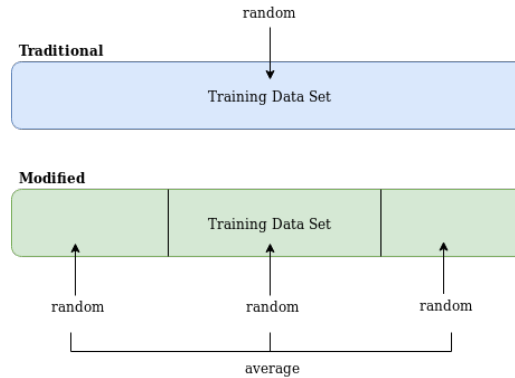 random
Traditional
Training Data Set
Modified
Training Data Set
random random random
average